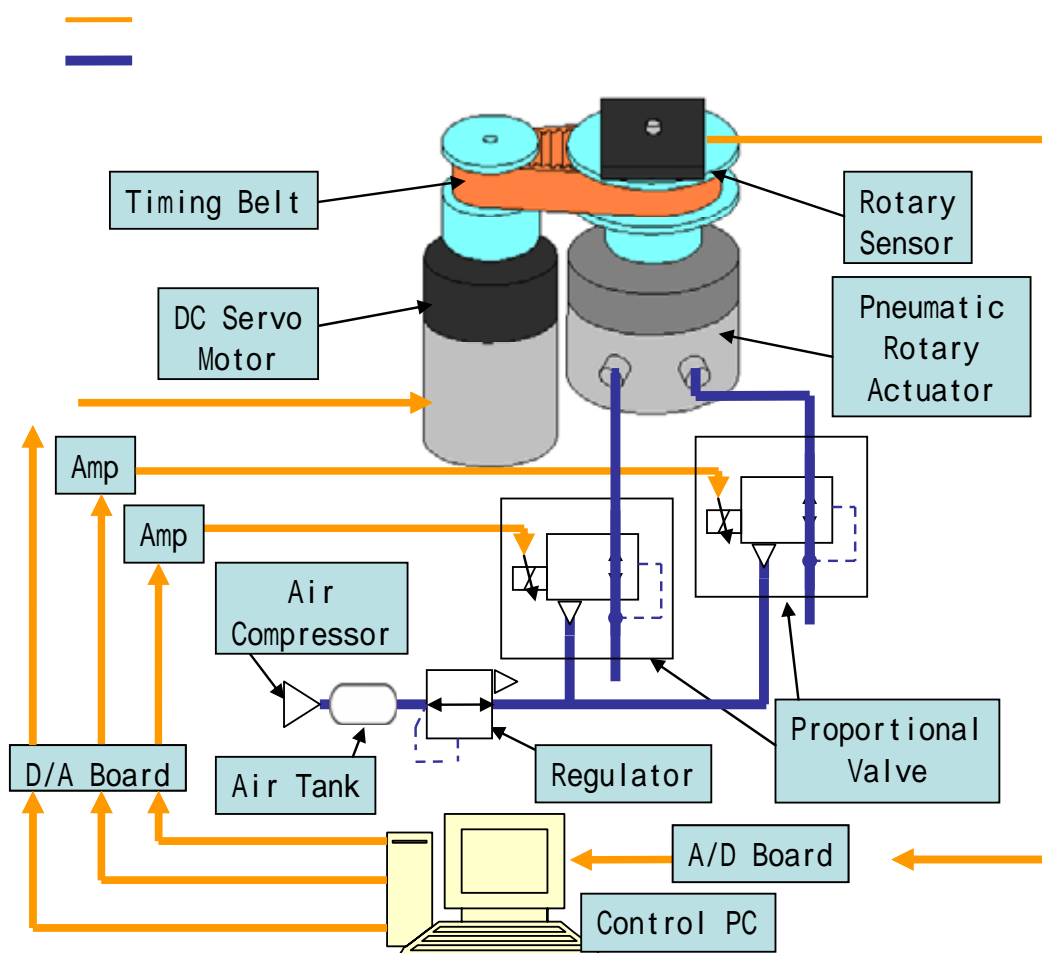 Timing Belt
Rotary
Sensor
DC Servo
Motor
Pneumatic
Rotary
Actuator
Amp
Amp
Air
Compressor
Proportional
Valve
D/A Board
Air Tank
Regulator
A/D Board
Control PC